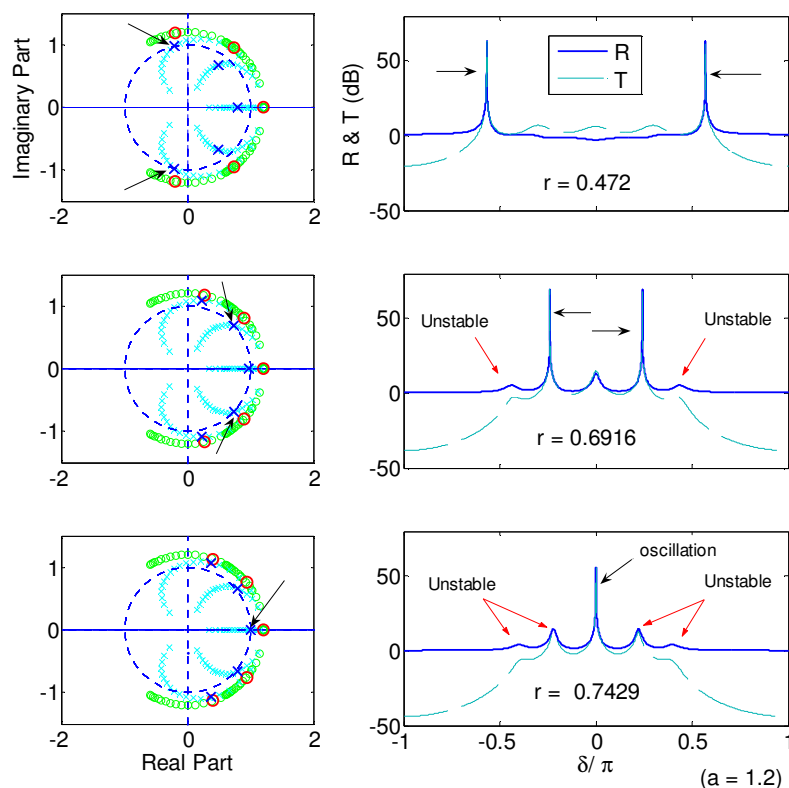 Imaginary Part
1
0
-1
-2
0
2
R & T (dB)
50
0
-50
R
T
r = 0.472
1
0
-1
-2
0
2
50
0
-50
Unstable
Unstable
r = 0.6916
1
0
-1
-2
0
2
Real Part
50
0
-50
oscillation
Unstable
Unstable
r = 0.7429
-1
-0.5
0
0.5
1
δ/ π
(a = 1.2)